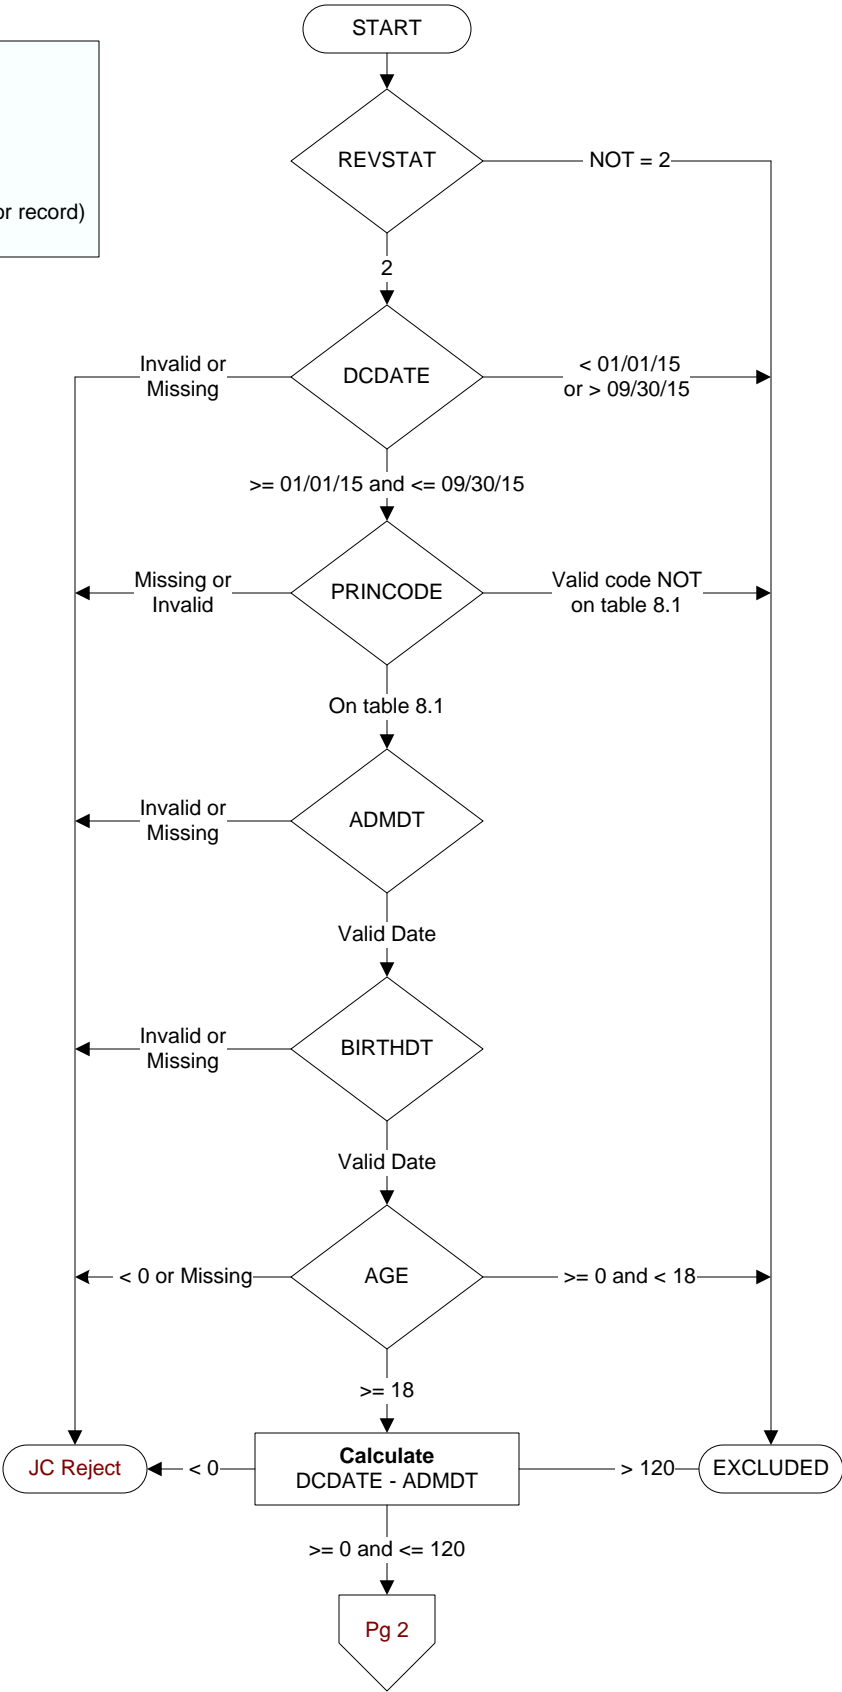 START
or record)
REVSTAT
NOT = 2
2
Invalid or
Missing
DCDATE
< 01/01/15
or > 09/30/15
>= 01/01/15 and <= 09/30/15
Missing or
Invalid
PRINCODE
Valid code NOT
on table 8.1
On table 8.1
Invalid or
Missing
ADMDT
Valid Date
Invalid or
Missing
BIRTHDT
Valid Date
< 0 or Missing
AGE
>= 0 and < 18
>= 18
JC Reject
< 0
Calculate
DCDATE - ADMDT
> 120
EXCLUDED
>= 0 and <= 120
Pg 2